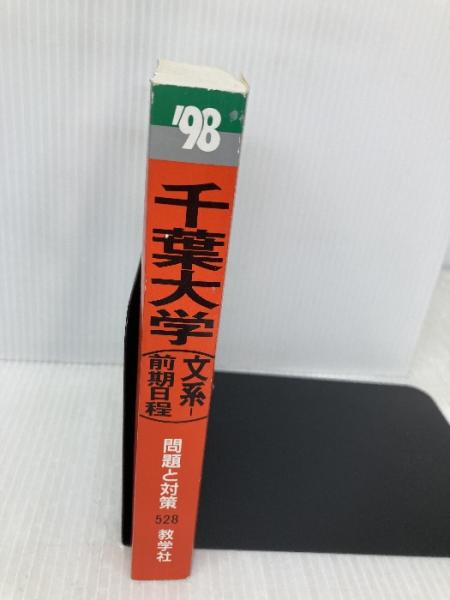 '98
千葉大学
(文系-
前期日程)
問題と対策
528
教学社